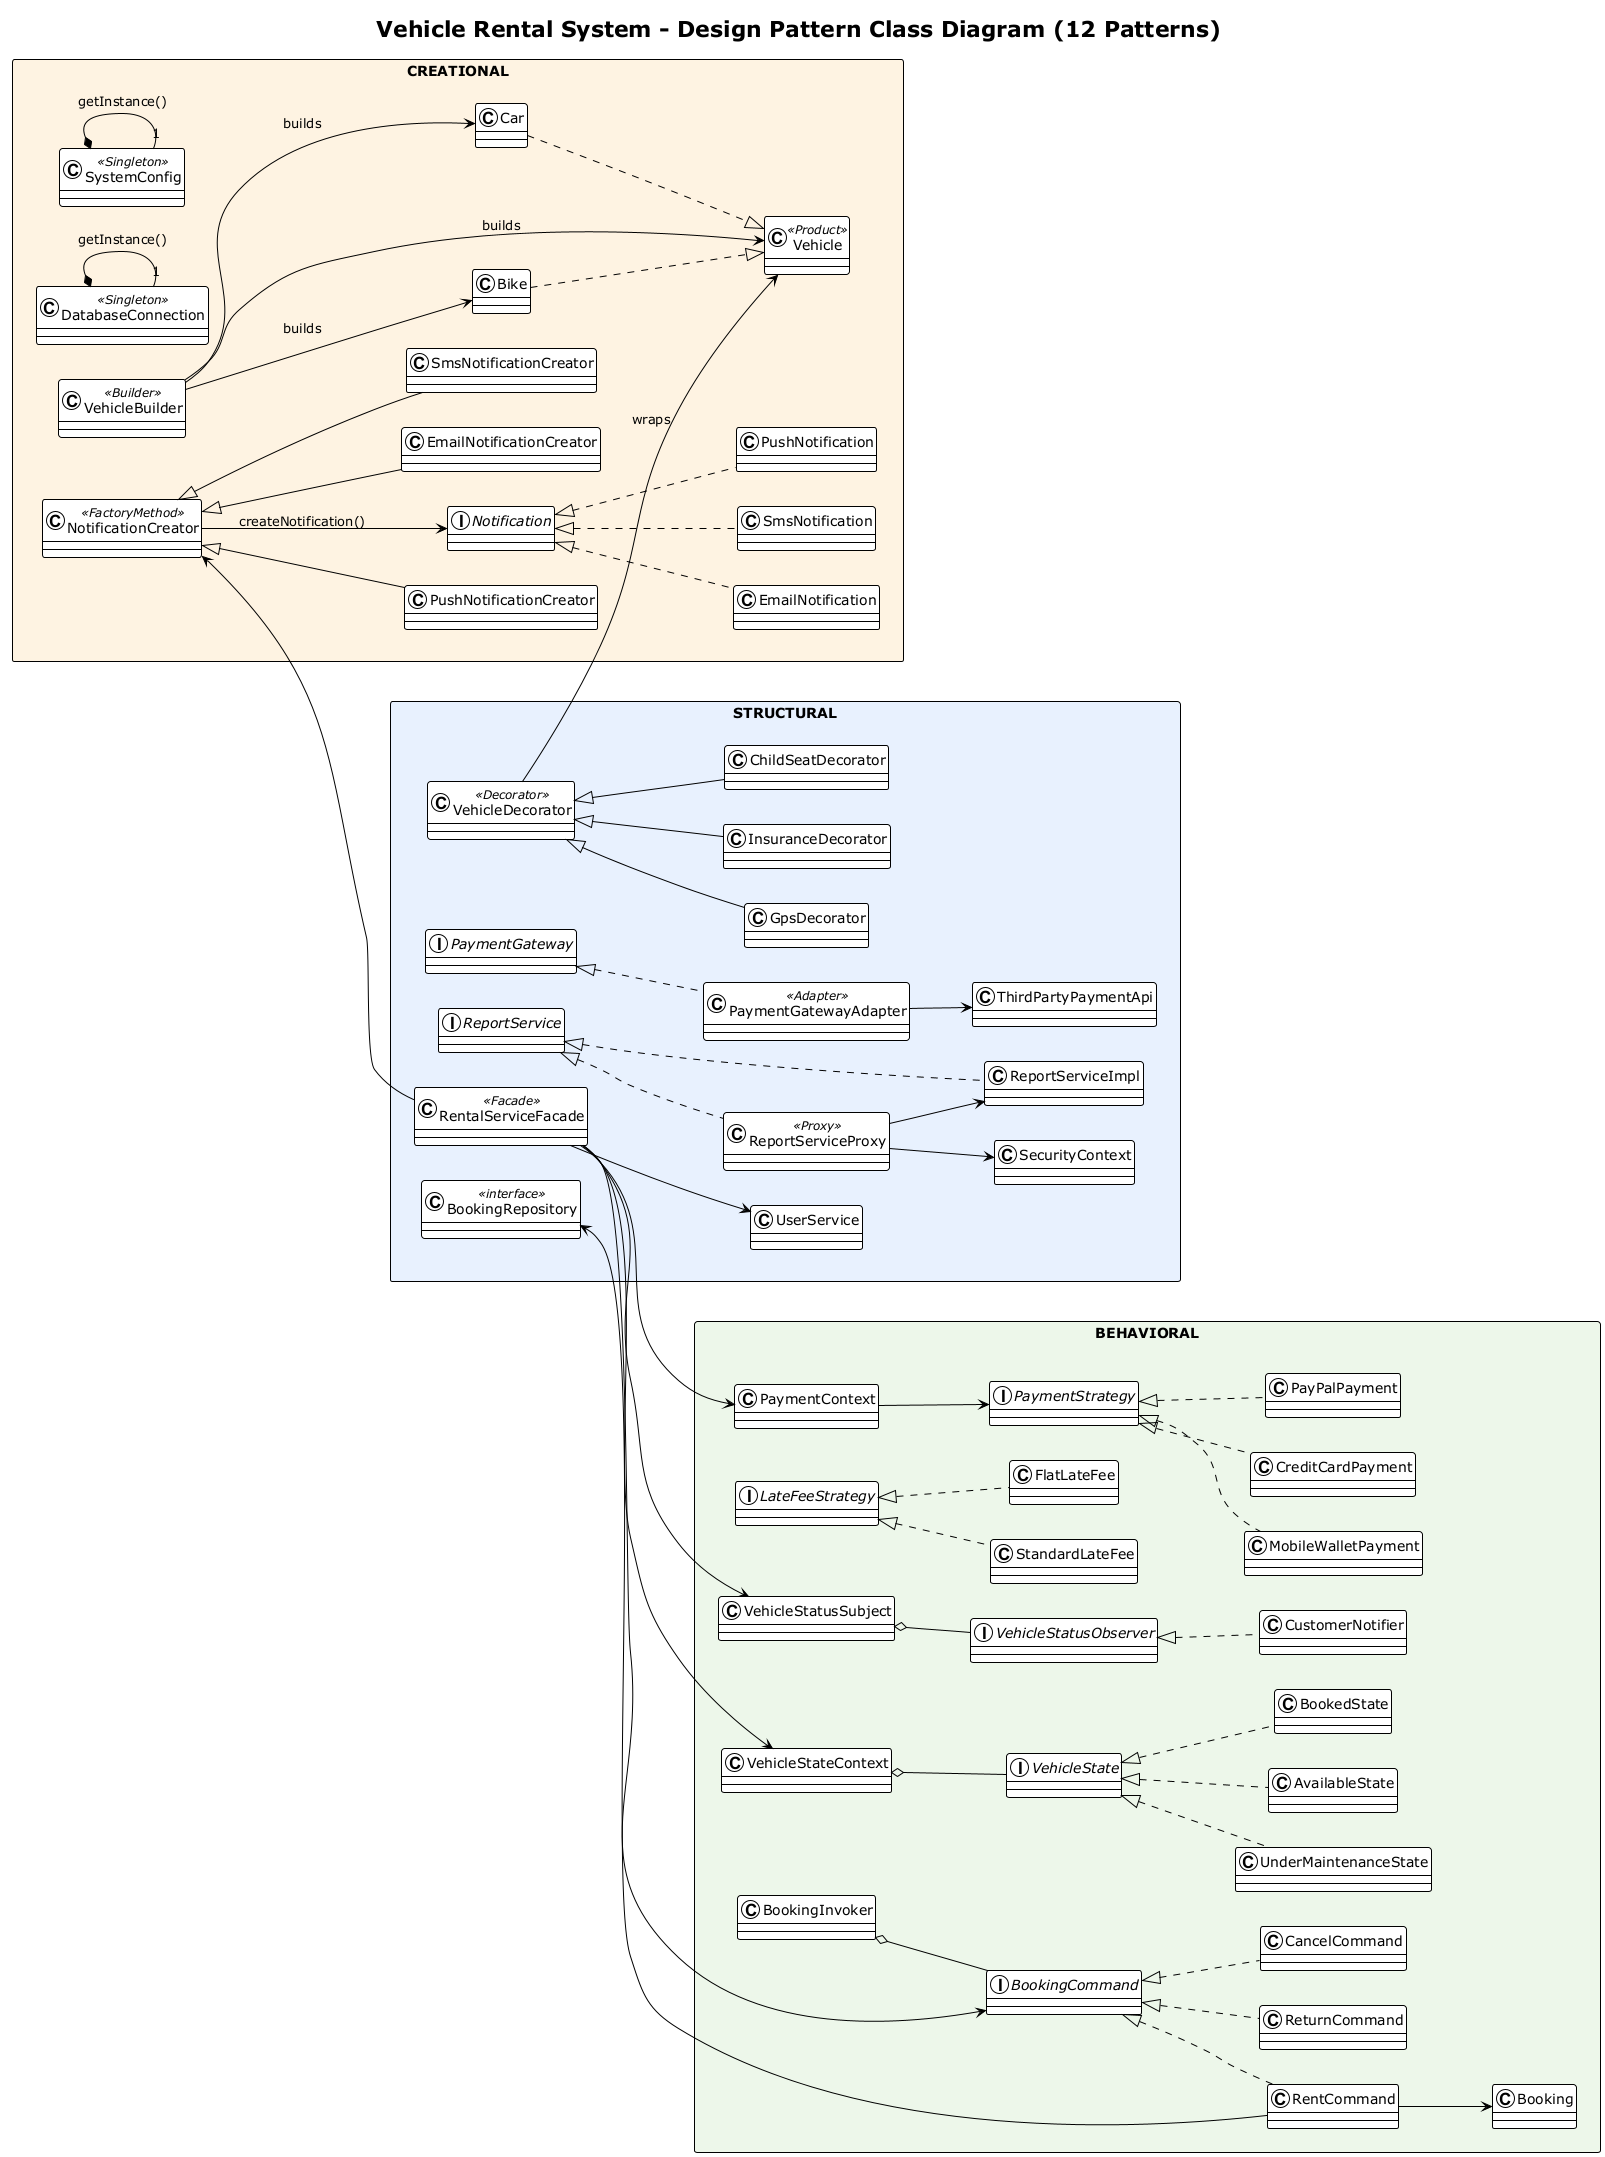 Vehicle Rental System - Design Pattern Class Diagram (12 Patterns)
CREATIONAL
getInstance()
1
C
«Singleton»
SystemConfig
getInstance()
1
C
«Singleton»
DatabaseConnection
C
«Builder»
VehicleBuilder
builds
C Car
builds
C
«Product»
Vehicle
builds
C Bike
C SmsNotificationCreator
C EmailNotificationCreator
wraps
C PushNotification
C
«FactoryMethod»
NotificationCreator
createNotification()
I Notification
C SmsNotification
C PushNotificationCreator
C EmailNotification
STRUCTURAL
C
«Decorator»
VehicleDecorator
C ChildSeatDecorator
C InsuranceDecorator
C GpsDecorator
I PaymentGateway
C
«Adapter»
PaymentGatewayAdapter
C ThirdPartyPaymentApi
I ReportService
C ReportServiceImpl
C
«Facade»
RentalServiceFacade
C
«Proxy»
ReportServiceProxy
C SecurityContext
C
«interface»
BookingRepository
C UserService
BEHAVIORAL
C PaymentContext
I PaymentStrategy
C PayPalPayment
C CreditCardPayment
C MobileWalletPayment
I LateFeeStrategy
C FlatLateFee
C StandardLateFee
C VehicleStatusSubject
I VehicleStatusObserver
C CustomerNotifier
C VehicleStateContext
I VehicleState
C BookedState
C AvailableState
C UnderMaintenanceState
C BookingInvoker
I BookingCommand
C CancelCommand
C ReturnCommand
C RentCommand
C Booking